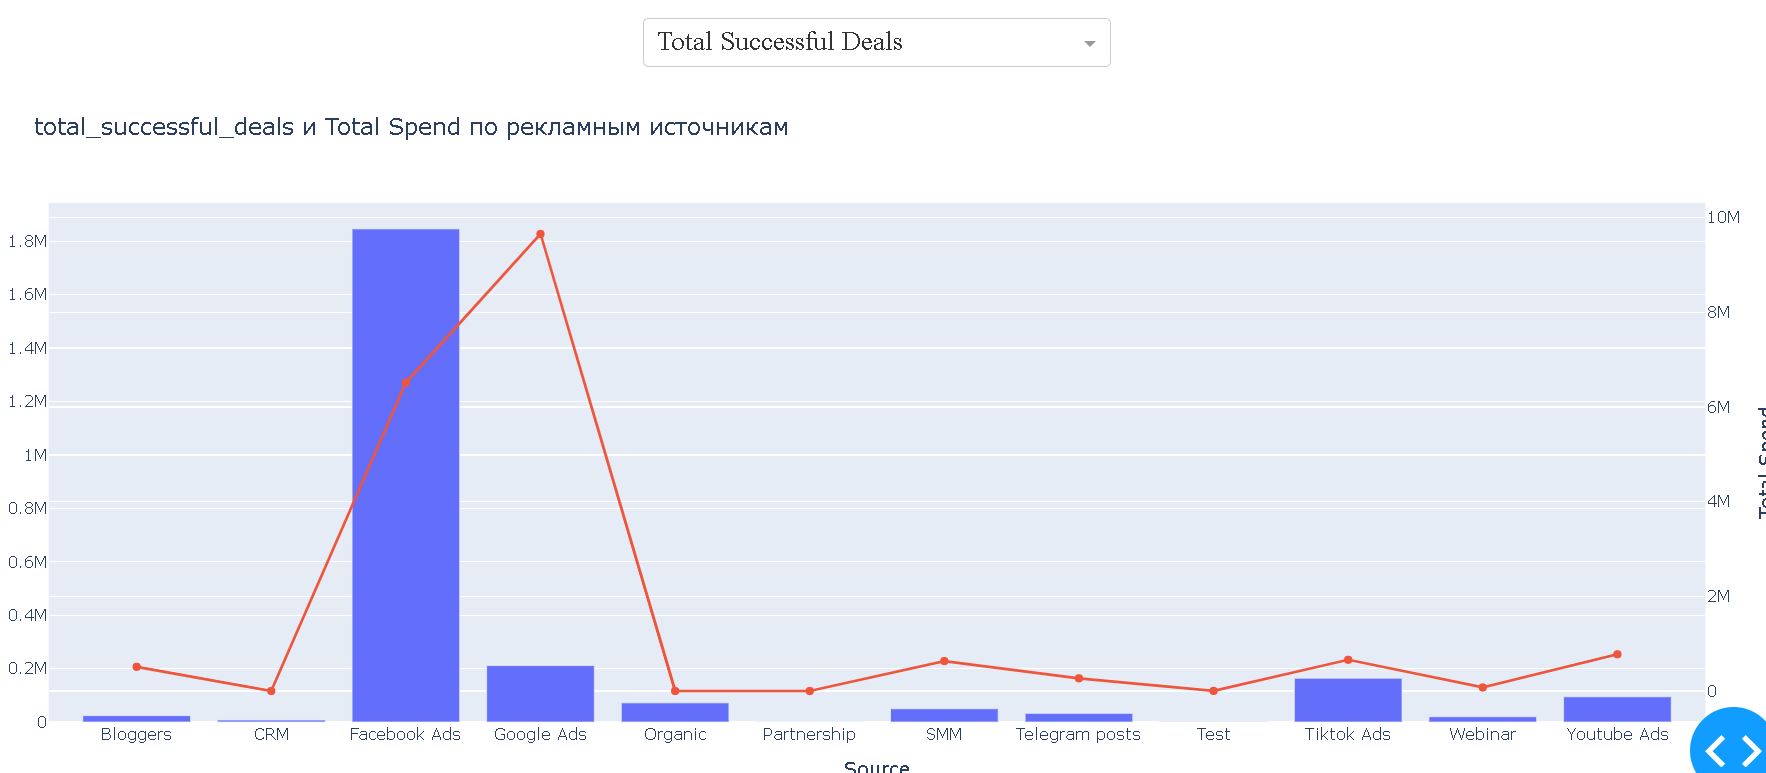 Total Successful Deals
total_successful_deals и Total Spend по рекламным источникам
10M
1.8M
1.6M
8M
1.4M
1.2M
6M
1M
Total Spend
4M
0.8M
0.6M
2M
0.4M
0.2M
0
0
Bloggers CRM Facebook Ads Google Ads Organic Partnership SMM Telegram posts Test Tiktok Ads Webinar Youtube Ads
Source